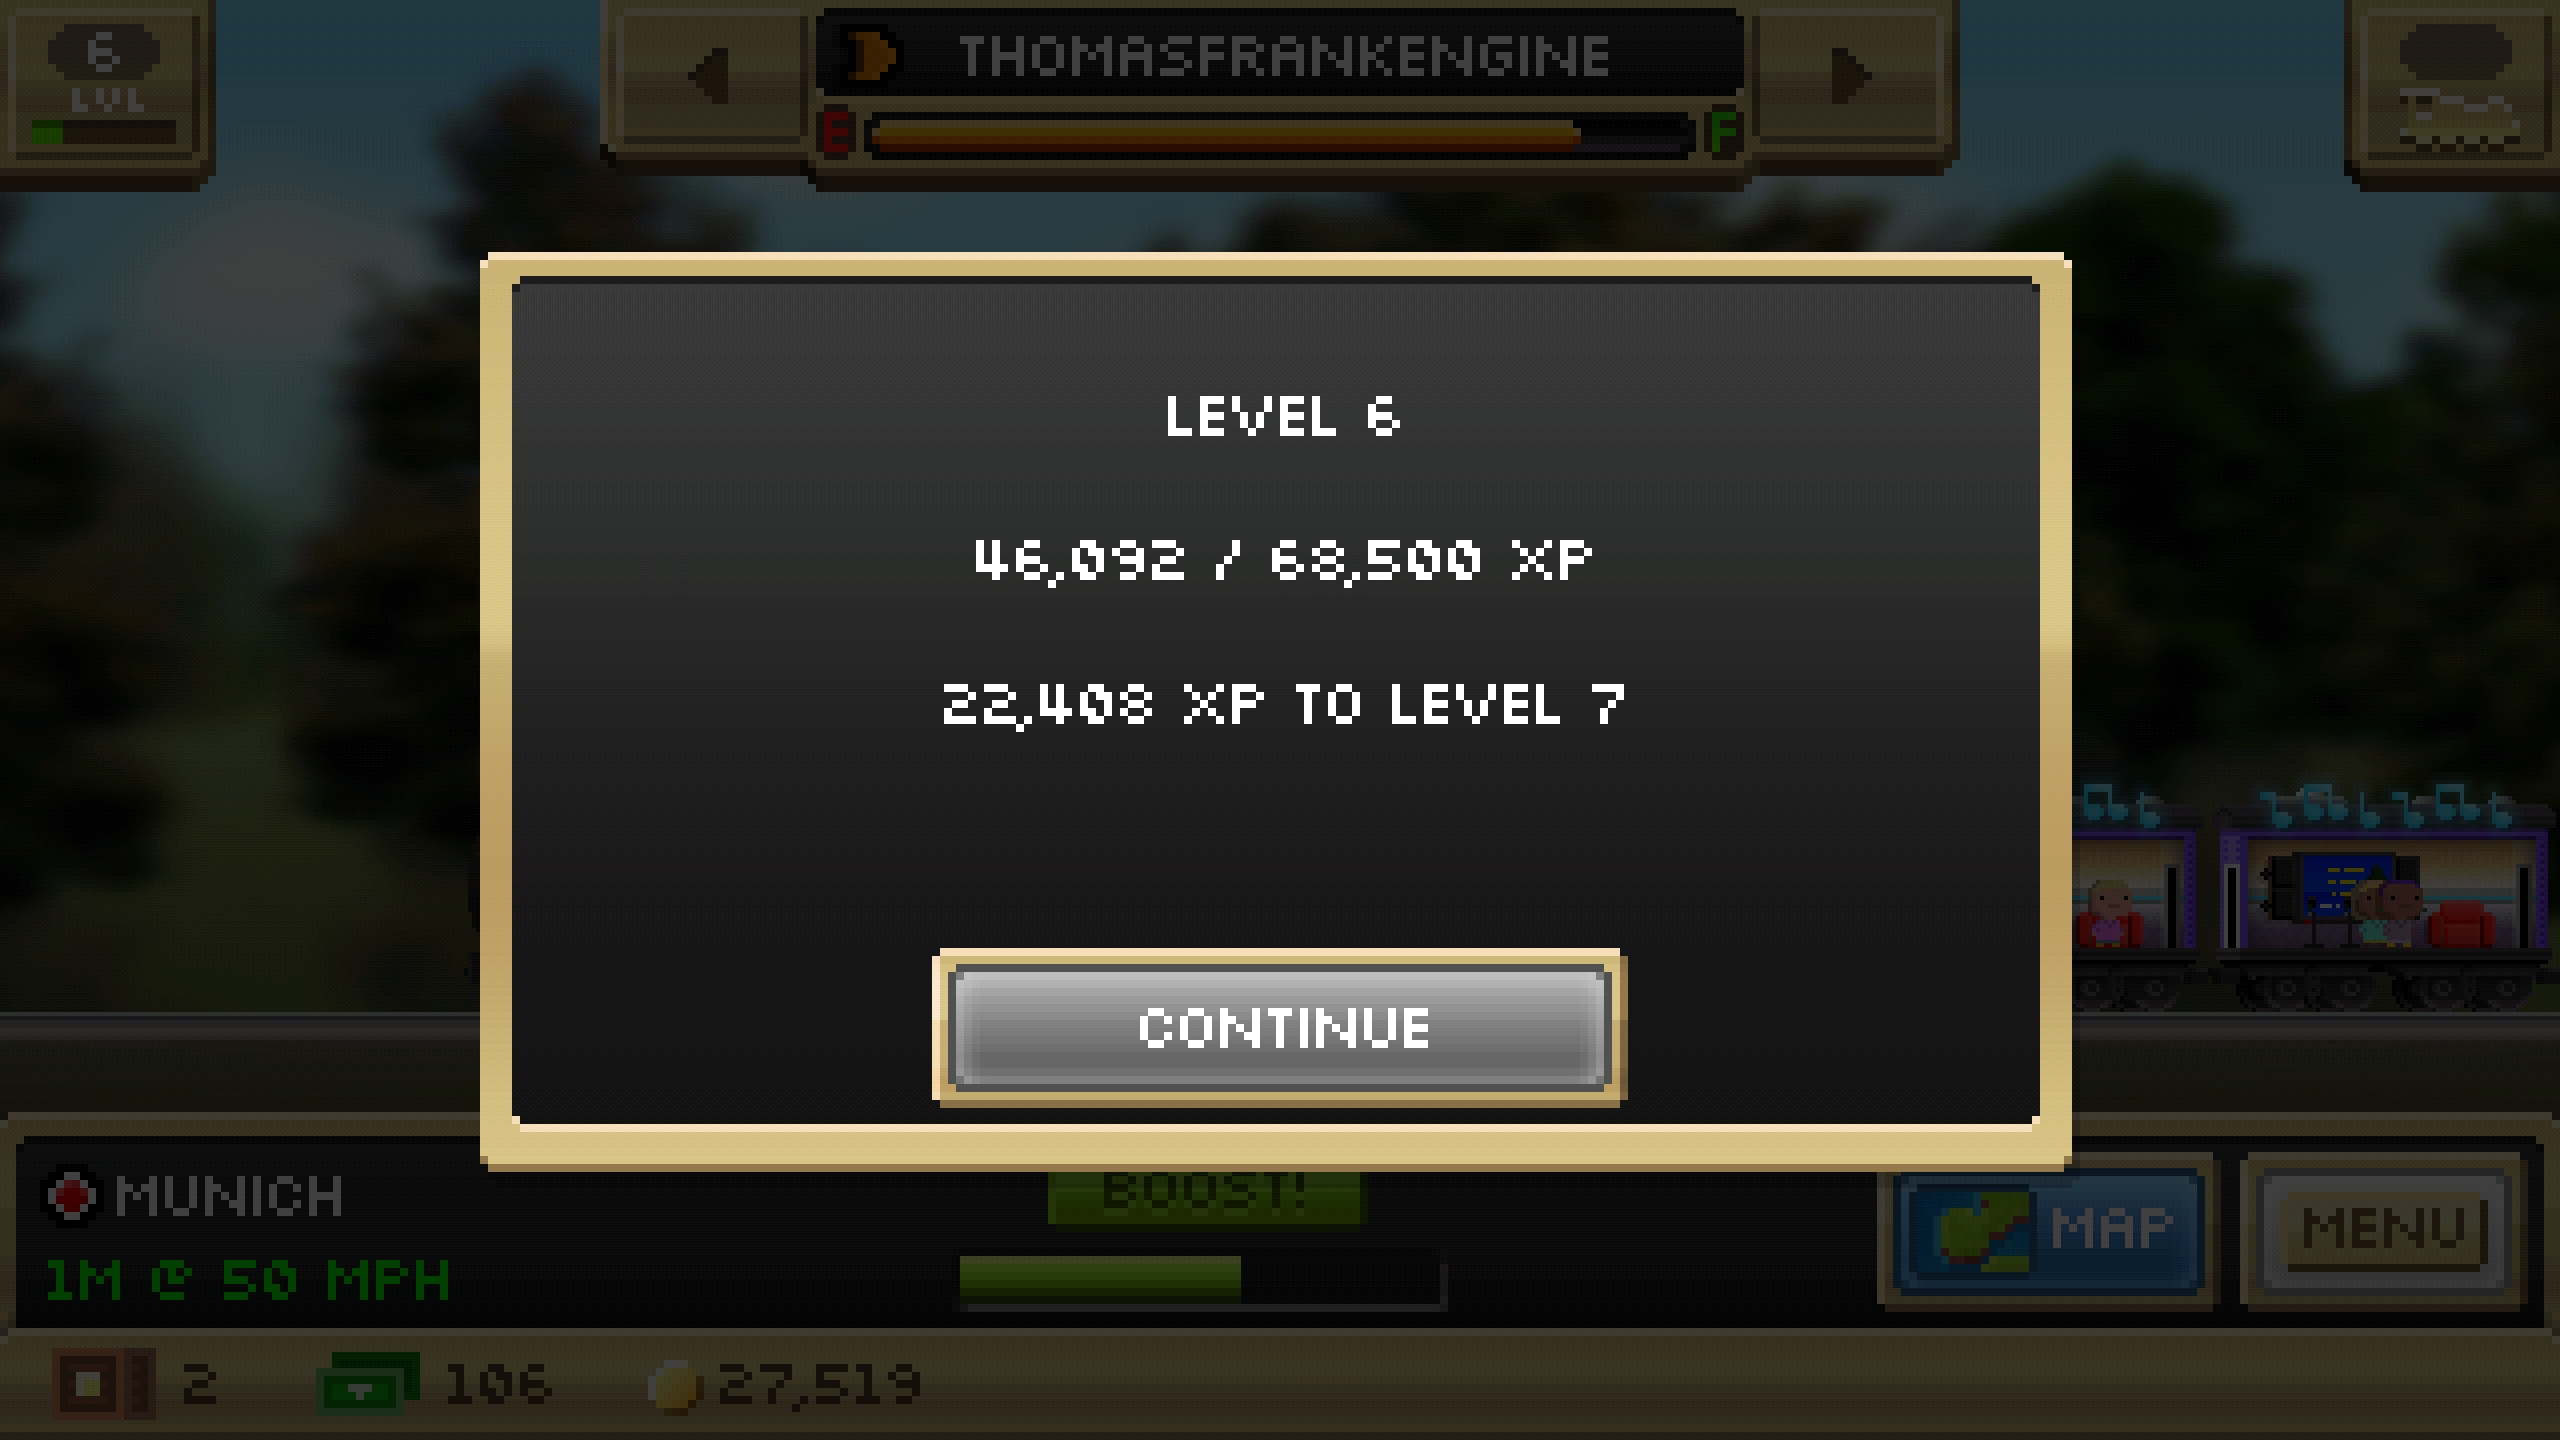 6
LVL
THOMASFRANKENGINE
E
F
LEVEL 6
46,092 / 68,500 XP
22,408 XP TO LEVEL 7
CONTINUE
MUNICH
BOOST!
1M @ 50 MPH
MAP
MENU
2
106
27,519